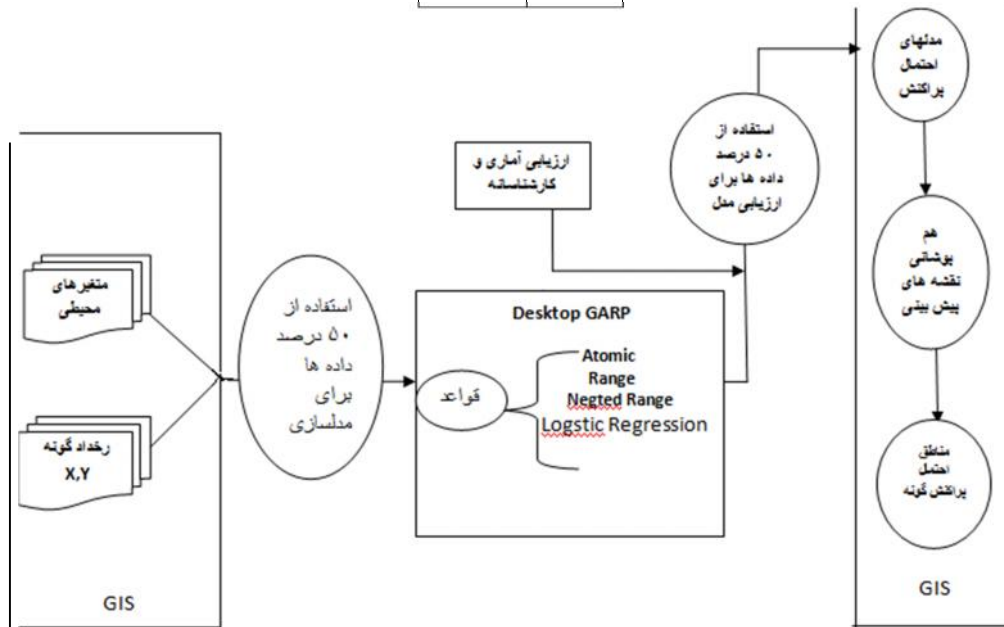 متغیرهای
محیطی
رخداد گونه
X,Y
GIS
استفاده از
۵۰ درصد
داده ها
برای
مدلسازی
ارزیابی آماری و
کارشناسانه
Desktop GARP
قواعد
Atomic
Range
Negted Range
Logstic Regression
استفاده از
۵۰ درصد
داده ها برای
ارزیابی مدل
مدلهای
احتمال
پراکنش
هم
پوشانی
نقشه های
پیش بینی
مناطق
احتمل
پراکنش گونه
GIS